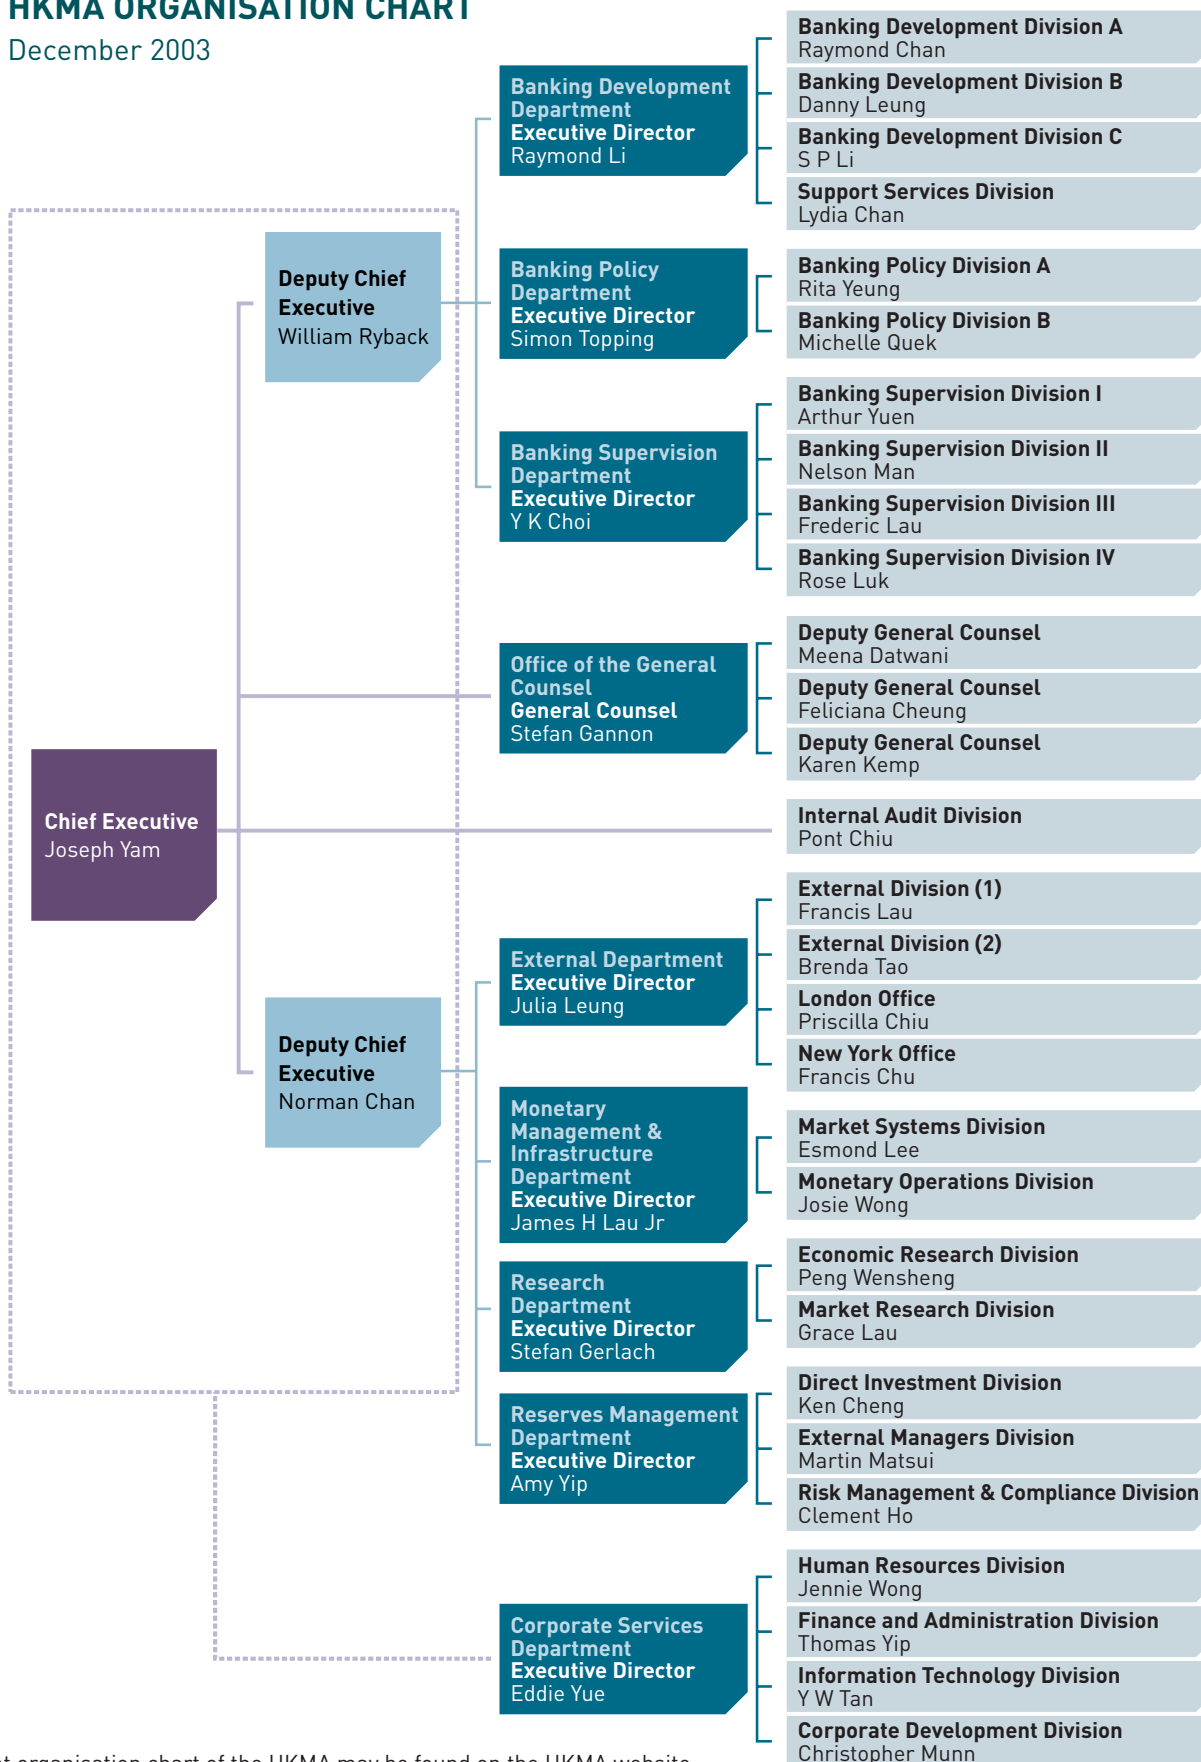 HKMA ORGANISATION CHART
December 2003
Chief Executive
Joseph Yam
Deputy Chief
Executive
William Ryback
Banking Development
Department
Executive Director
Raymond Li
Banking Development Division A
Raymond Chan
Banking Development Division B
Danny Leung
Banking Development Division C
S P Li
Support Services Division
Lydia Chan
Banking Policy
Department
Executive Director
Simon Topping
Banking Policy Division A
Rita Yeung
Banking Policy Division B
Michelle Quek
Banking Supervision
Department
Executive Director
Y K Choi
Banking Supervision Division I
Arthur Yuen
Banking Supervision Division II
Nelson Man
Banking Supervision Division III
Frederic Lau
Banking Supervision Division IV
Rose Luk
Office of the General
Counsel
General Counsel
Stefan Gannon
Deputy General Counsel
Meena Datwani
Deputy General Counsel
Feliciana Cheung
Deputy General Counsel
Karen Kemp
Internal Audit Division
Pont Chiu
Deputy Chief
Executive
Norman Chan
External Department
Executive Director
Julia Leung
External Division (1)
Francis Lau
External Division (2)
Brenda Tao
London Office
Priscilla Chiu
New York Office
Francis Chu
Monetary
Management &
Infrastructure
Department
Executive Director
James H Lau Jr
Market Systems Division
Esmond Lee
Monetary Operations Division
Josie Wong
Research
Department
Executive Director
Stefan Gerlach
Economic Research Division
Peng Wensheng
Market Research Division
Grace Lau
Reserves Management
Department
Executive Director
Amy Yip
Direct Investment Division
Ken Cheng
External Managers Division
Martin Matsui
Risk Management & Compliance Division
Clement Ho
Corporate Services
Department
Executive Director
Eddie Yue
Human Resources Division
Jennie Wong
Finance and Administration Division
Thomas Yip
Information Technology Division
Y W Tan
Corporate Development Division
Christopher Munn
organisation chart of the HKMA may be found on the HKMA website